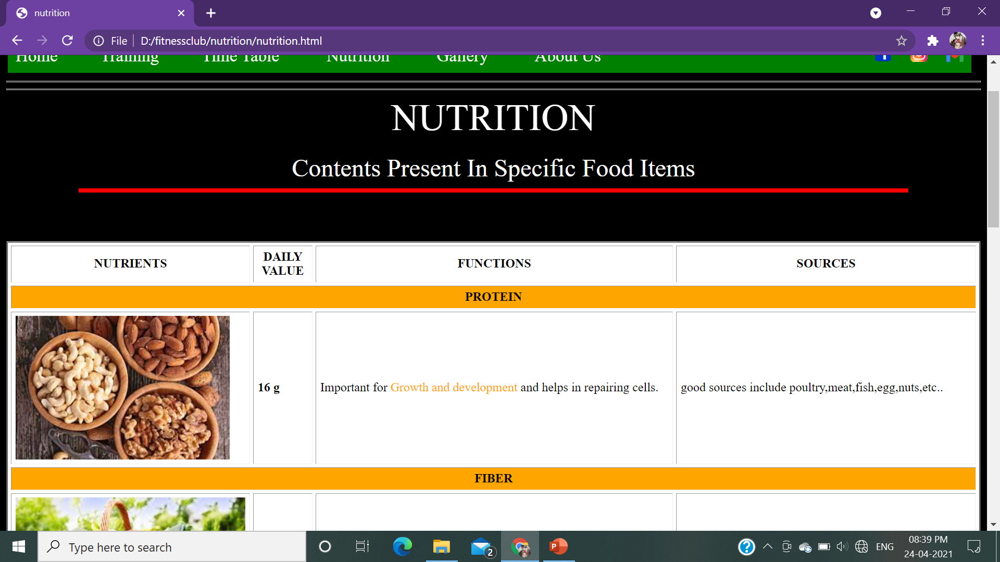 nutrition
File D:/fitnessclub/nutrition/nutrition.html
Home Training Time Table Nutrition Gallery About Us
NUTRITION
Contents Present In Specific Food Items
NUTRIENTS DAILY VALUE FUNCTIONS SOURCES
PROTEIN
16 g Important for Growth and development and helps in repairing cells. good sources include poultry,meat,fish,egg,nuts,etc..
FIBER
Type here to search
2
P
ENG
08:39 PM
24-04-2021